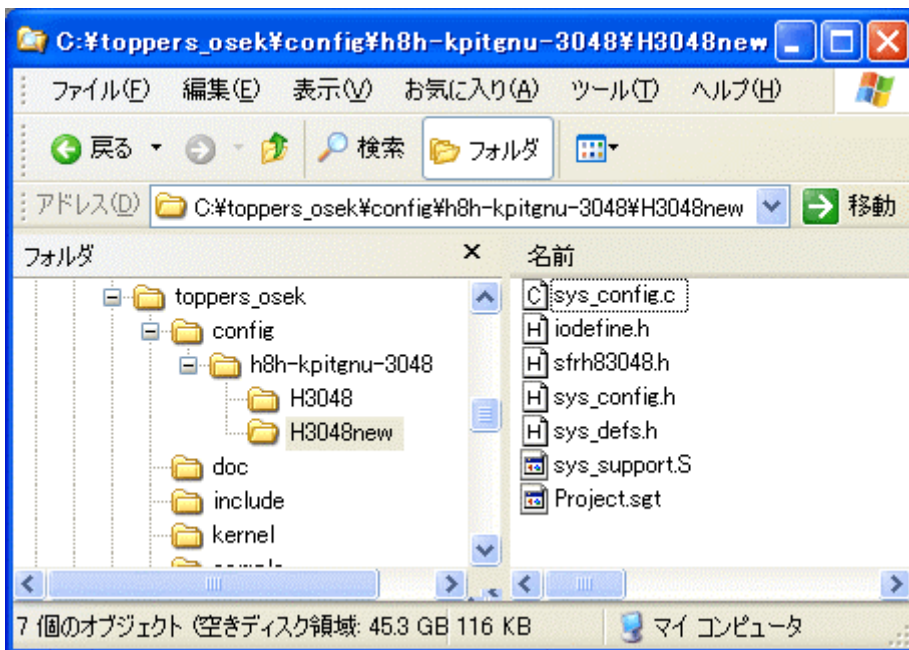 C:¥toppers_osek¥config¥h8h-kpitgnu-3048¥H3048new
ファイル(F) 編集(E) 表示(V) お気に入り(A) ツール(T) ヘルプ(H)
戻る 検索 フォルダ
アドレス(D) C:¥toppers_osek¥config¥h8h-kpitgnu-3048¥H3048new 移動
フォルダ × 名前
toppers_osek
config
h8h-kpitgnu-3048
H3048
H3048new
doc
include
kernel
sys_config.c
iodefine.h
sfrh83048.h
sys_config.h
sys_defs.h
sys_support.S
Project.sgt
7 個のオブジェクト (空きディスク領域: 45.3 GB 116 KB マイ コンピュータ